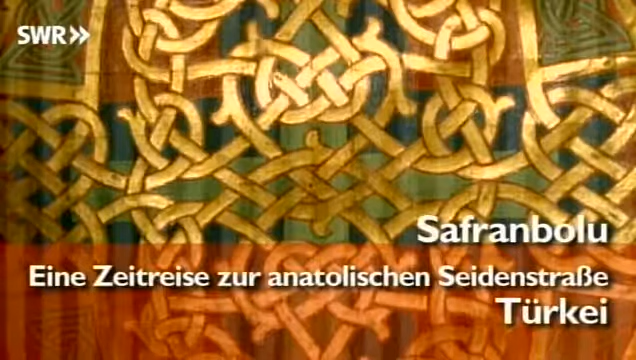 SWR»
Safranbolu
Eine Zeitreise zur anatolischen Seidenstraße
Türkei